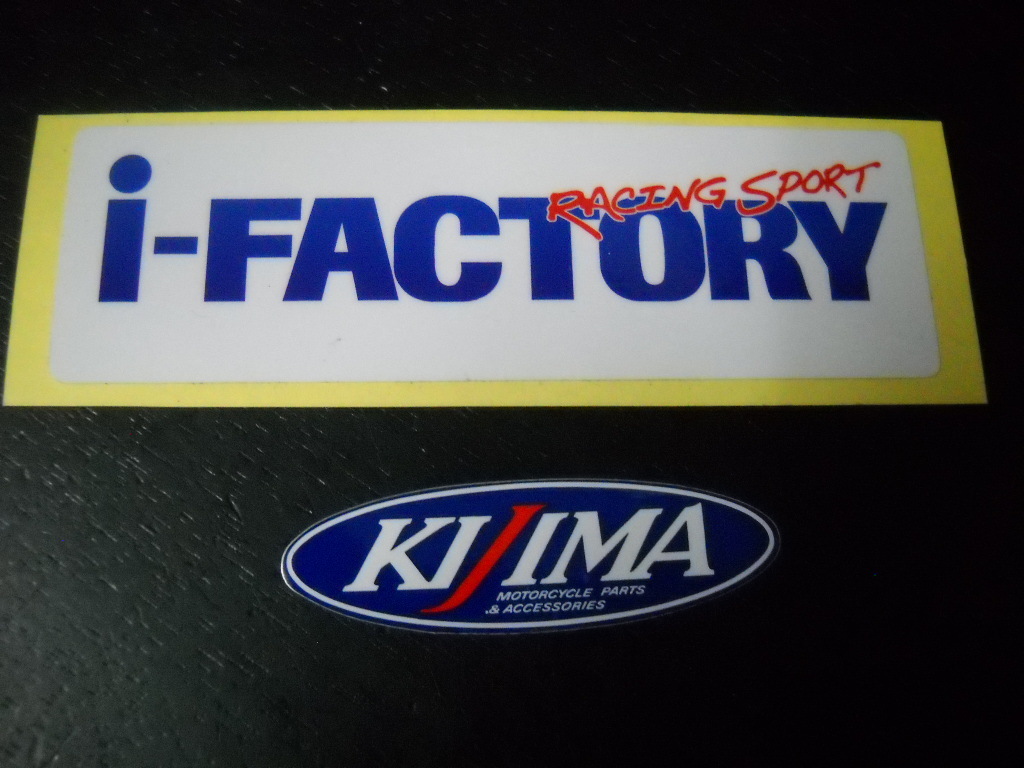 i-FACTORY
RACING SPORT
KIJIMA
MOTORCYCLE PARTS
& ACCESSORIES